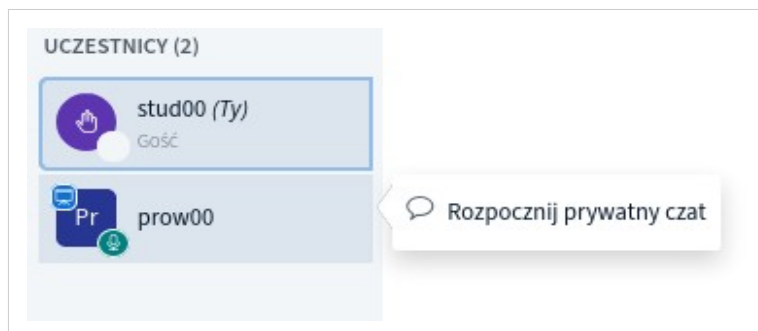 UCZESTNICY (2)
stud00 (Ty)
Gość
Pr
prow00
Rozpocznij prywatny czat